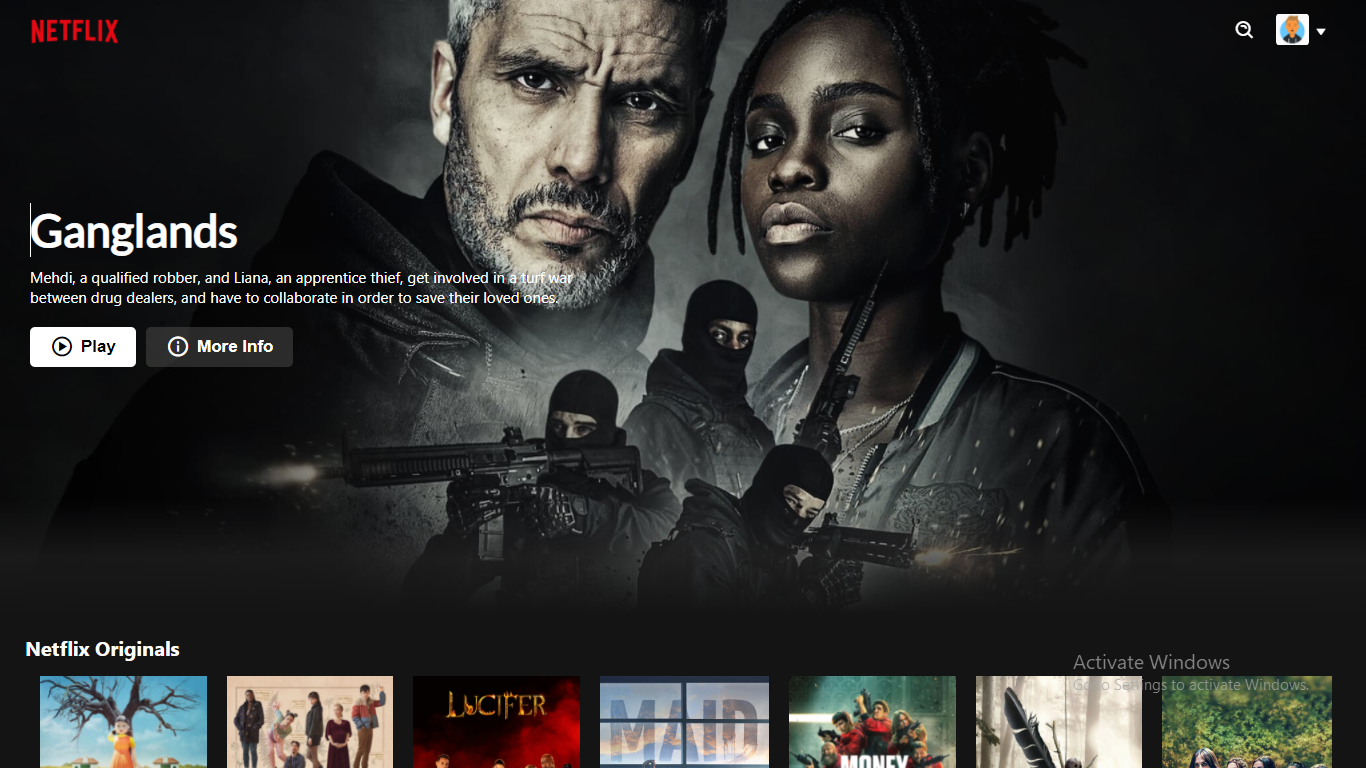 NETFLIX
Ganglands
Mehdi, a qualified robber, and Liana, an apprentice thief, get involved in a turf war
between drug dealers, and have to collaborate in order to save their loved ones.
Play
More Info
Netflix Originals
Activate Windows
Go to Settings to activate Windows.
LUCIFER
MAID
MONEY